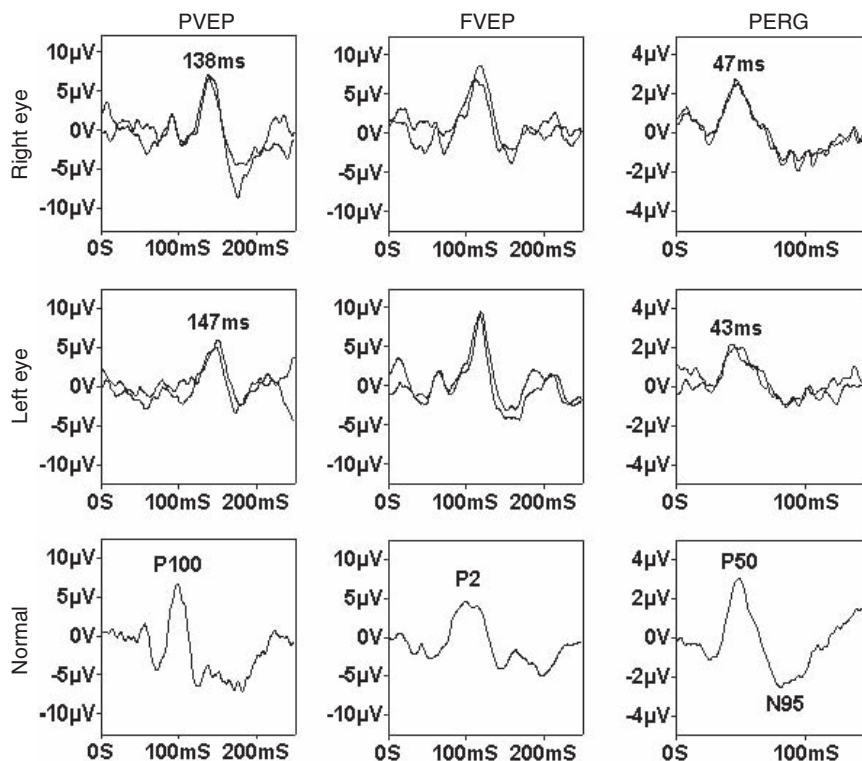 PVEP FVEP PERG
Right eye
10µV 5µV 0V -5µV -10µV
138ms
0S 100mS 200mS
10µV 5µV 0V -5µV -10µV
0S 100mS 200mS
4µV 2µV 0V -2µV -4µV
47ms
0S 100mS
Left eye
10µV 5µV 0V -5µV -10µV
147ms
0S 100mS 200mS
10µV 5µV 0V -5µV -10µV
0S 100mS 200mS
4µV 2µV 0V -2µV -4µV
43ms
0S 100mS
Normal
10µV 5µV 0V -5µV -10µV
P100
0S 100mS 200mS
10µV 5µV 0V -5µV -10µV
P2
0S 100mS 200mS
4µV 2µV 0V -2µV -4µV
P50
N95
0S 100mS